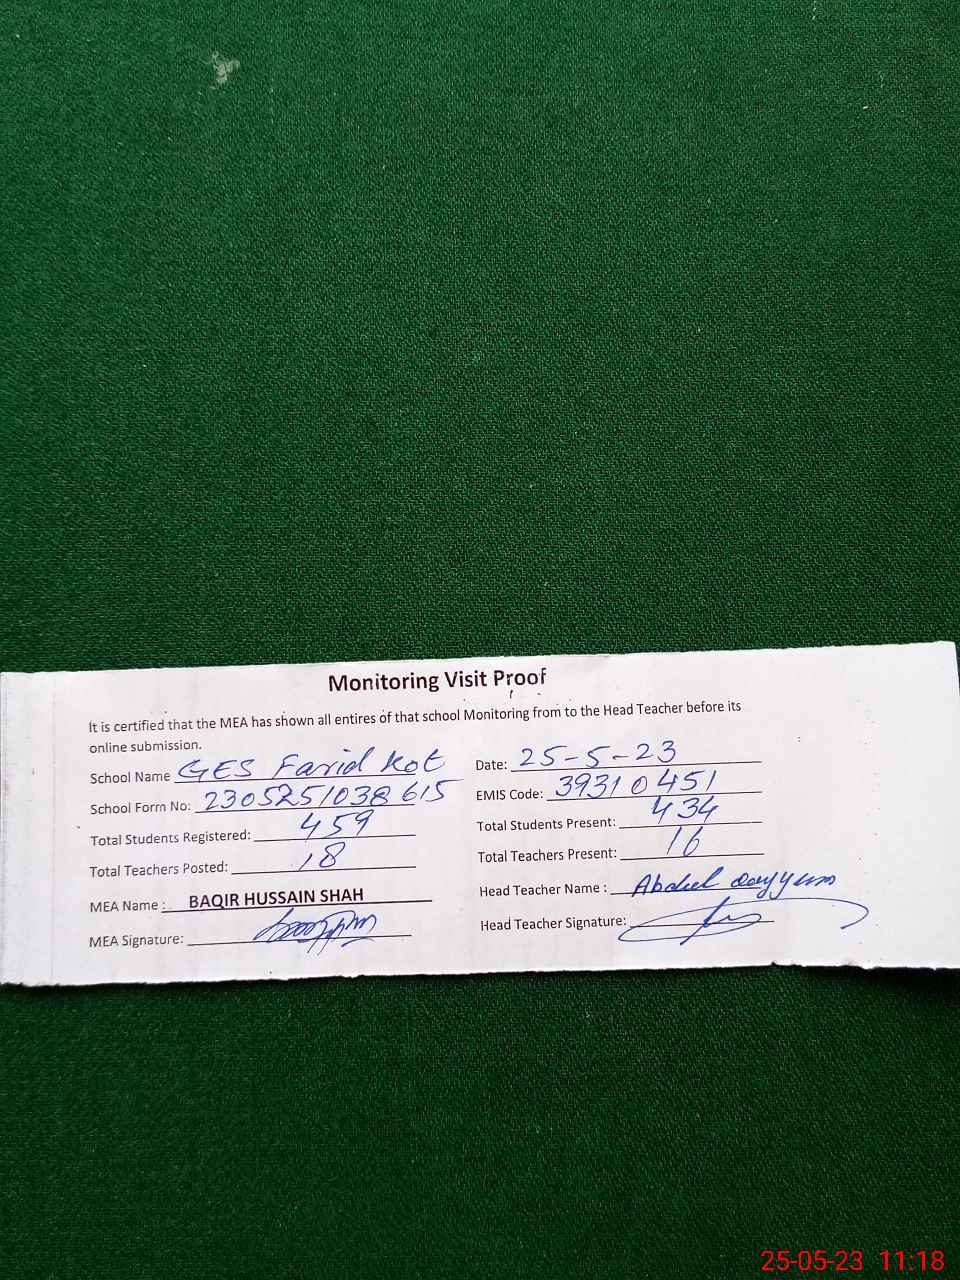 Monitoring Visit Proof
It is certified that the MEA has shown all entires of that school Monitoring from to the Head Teacher before its
online submission.
School Name GES Farid Kot Date: 25-5-23
School Form No: 2305251038615 EMIS Code: 39310451
Total Students Registered: 459 Total Students Present: 434
Total Teachers Posted: 18 Total Teachers Present: 16
MEA Name : BAQIR HUSSAIN SHAH Head Teacher Name : Abdul Qayyum
MEA Signature: Head Teacher Signature:
25-05-23 11:18